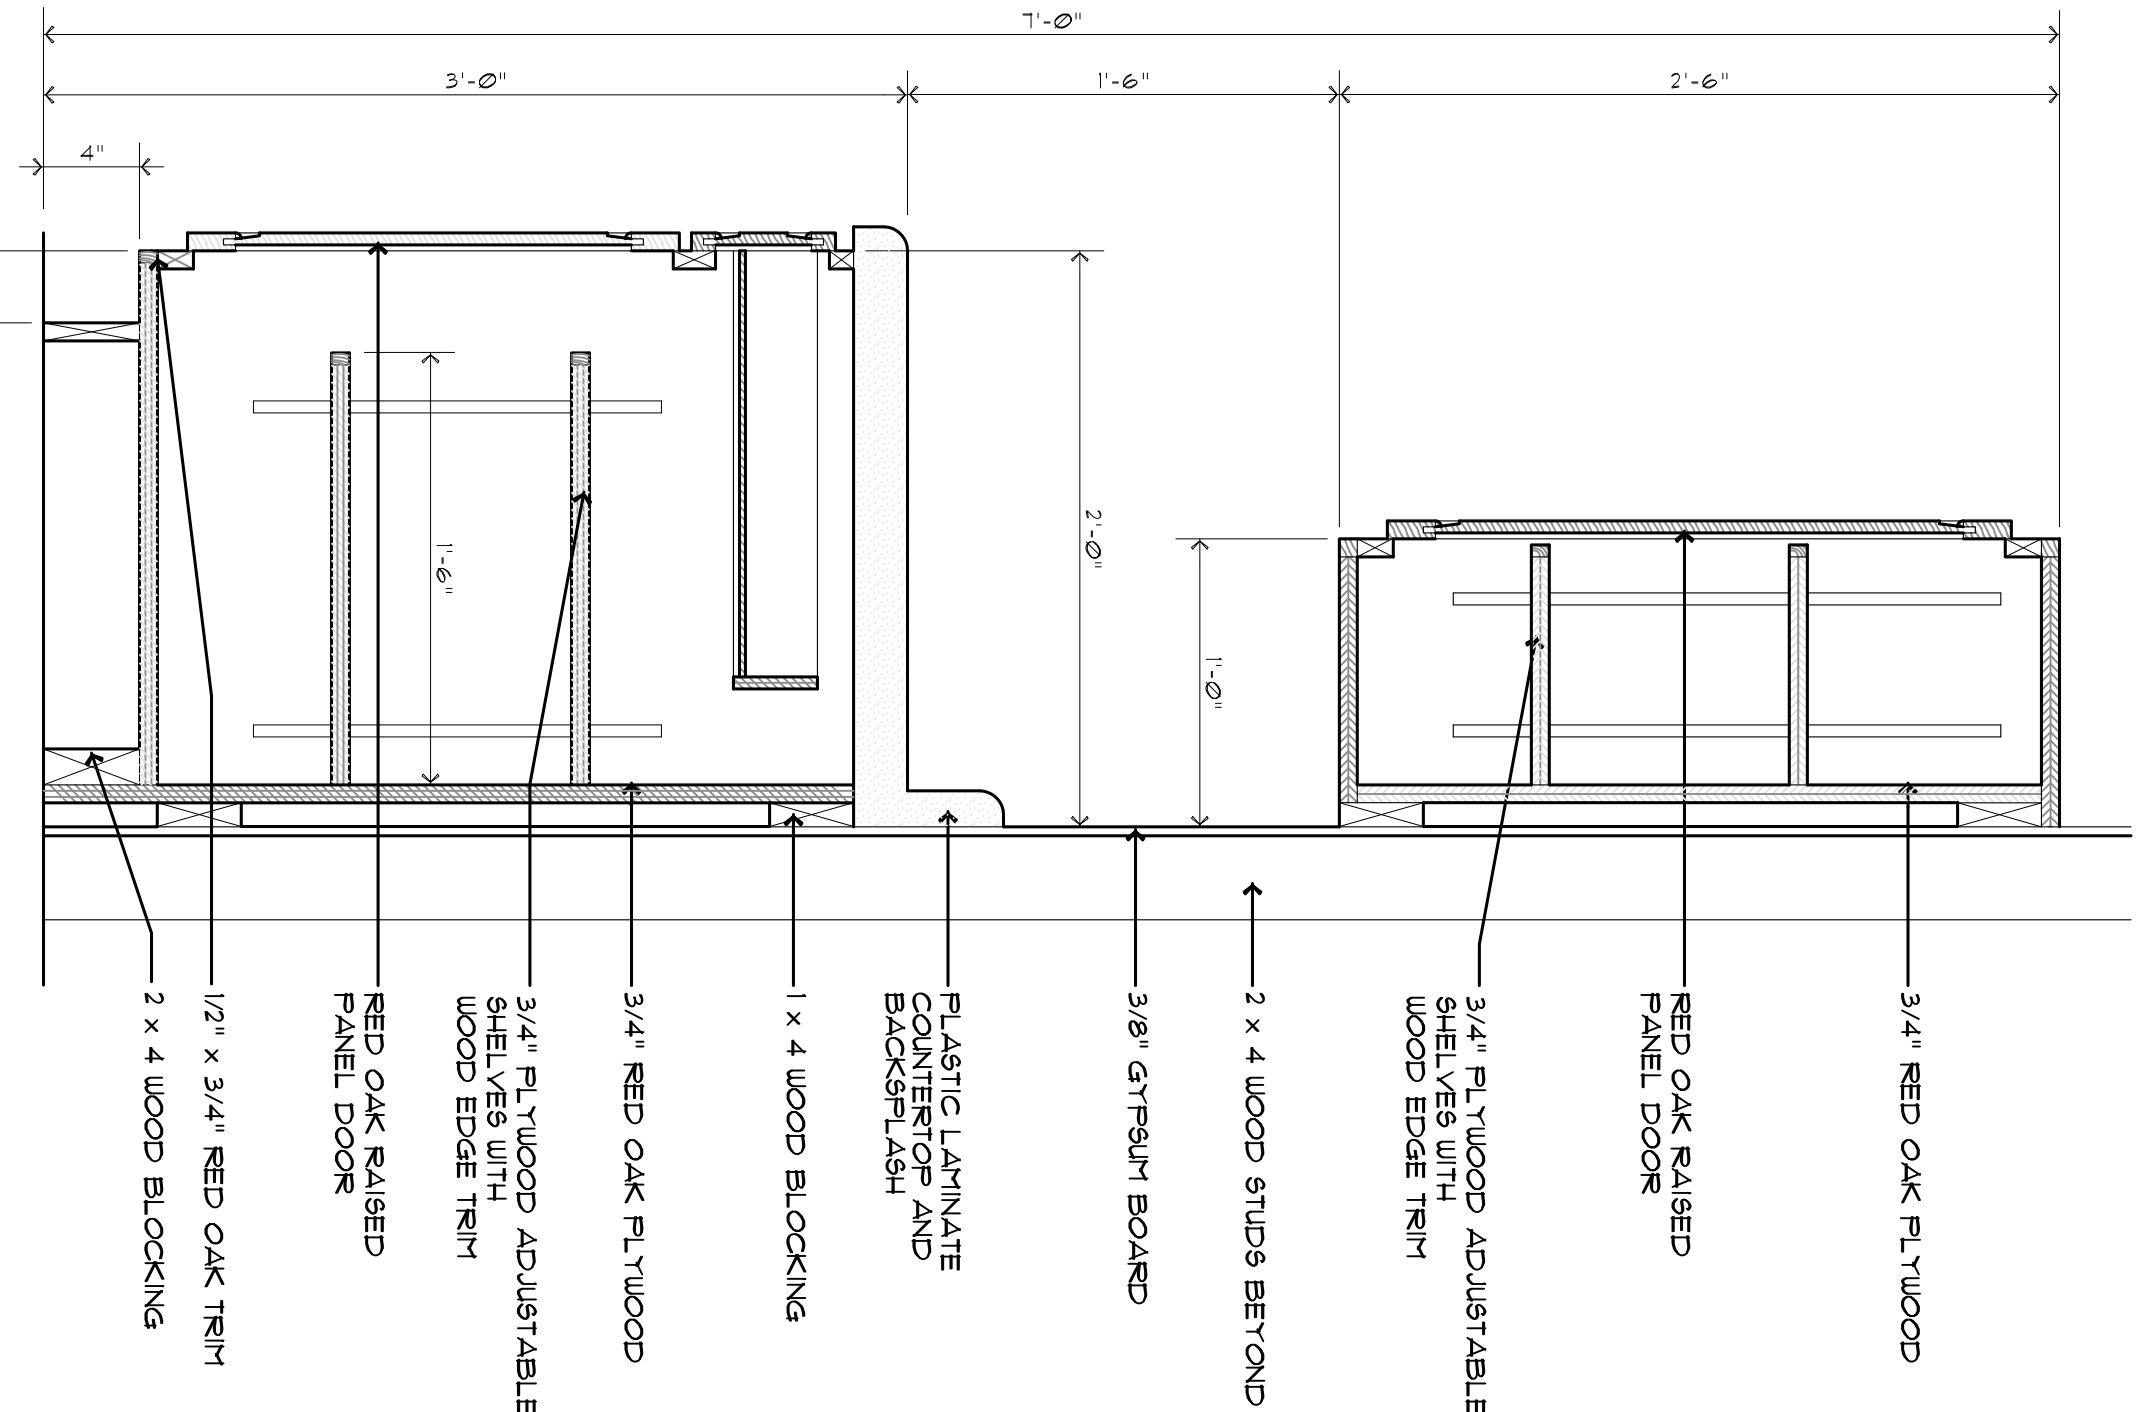 7'-0"
3'-0"
1'-6"
2'-6"
4"
2'-0"
1'-0"
1'-6"
3/4" RED OAK PLYWOOD
RED OAK RAISED
PANEL DOOR
3/4" PLYWOOD ADJUSTABLE
SHELVES WITH
WOOD EDGE TRIM
2 x 4 WOOD STUDS BEYOND
3/8" GYPSUM BOARD
PLASTIC LAMINATE
COUNTERTOP AND
BACKSPLASH
1 x 4 WOOD BLOCKING
3/4" RED OAK PLYWOOD
3/4" PLYWOOD ADJUSTABLE
SHELVES WITH
WOOD EDGE TRIM
RED OAK RAISED
PANEL DOOR
1/2" x 3/4" RED OAK TRIM
2 x 4 WOOD BLOCKING